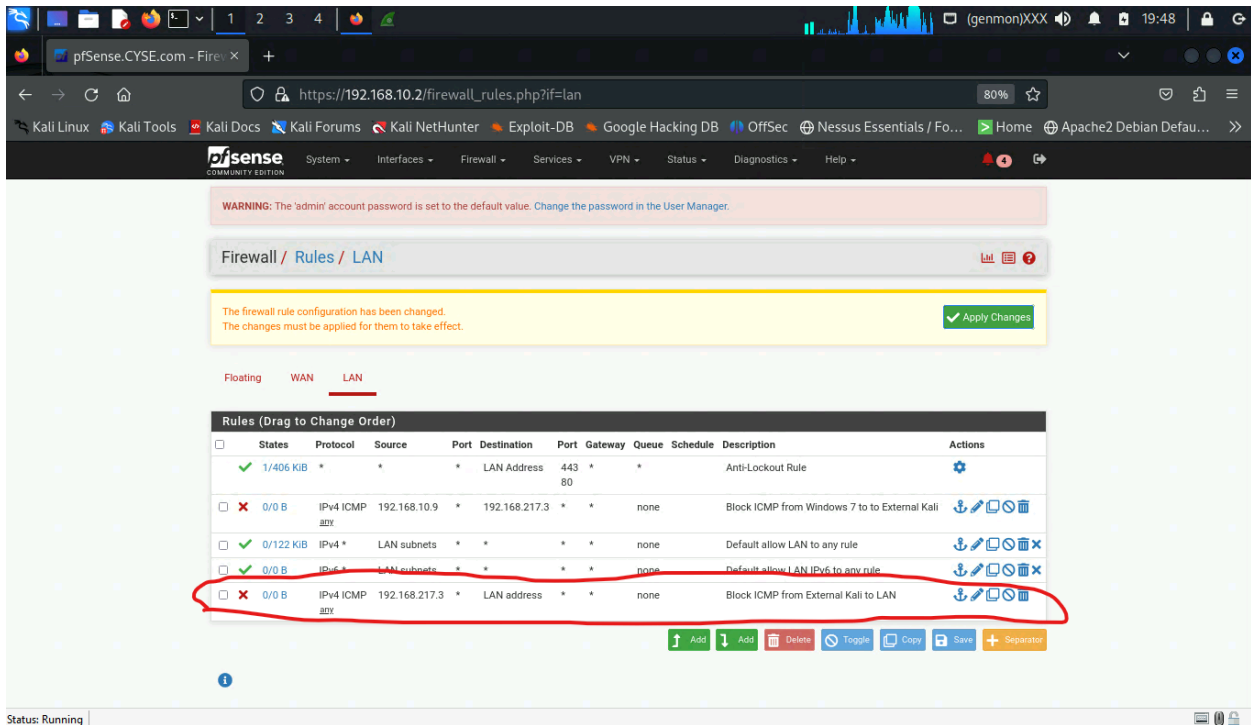 1 2 3 4 (genmon)XXX 19:48
pfSense.CYSE.com - Firew
https://192.168.10.2/firewall_rules.php?if=lan 80%
Kali Linux Kali Tools Kali Docs Kali Forums Kali NetHunter Exploit-DB Google Hacking DB OffSec Nessus Essentials / Fo... Home Apache2 Debian Defau...
pfsense System Interfaces Firewall Services VPN Status Diagnostics Help 4
COMMUNITY EDITION
WARNING: The 'admin' account password is set to the default value. Change the password in the User Manager.
Firewall / Rules / LAN
The firewall rule configuration has been changed.
The changes must be applied for them to take effect.
Apply Changes
Floating WAN LAN
Rules (Drag to Change Order)
States Protocol Source Port Destination Port Gateway Queue Schedule Description Actions
1/406 KiB * * * LAN Address 443 * * Anti-Lockout Rule
80
0/0 B IPv4 ICMP 192.168.10.9 * 192.168.217.3 * * none Block ICMP from Windows 7 to to External Kali
any
0/122 KiB IPv4 * LAN subnets * * * * none Default allow LAN to any rule
0/0 B IPv6 * LAN subnets * * * * none Default allow LAN IPv6 to any rule
0/0 B IPv4 ICMP 192.168.217.3 * LAN address * * none Block ICMP from External Kali to LAN
any
Add Add Delete Toggle Copy Save Separator
Status: Running